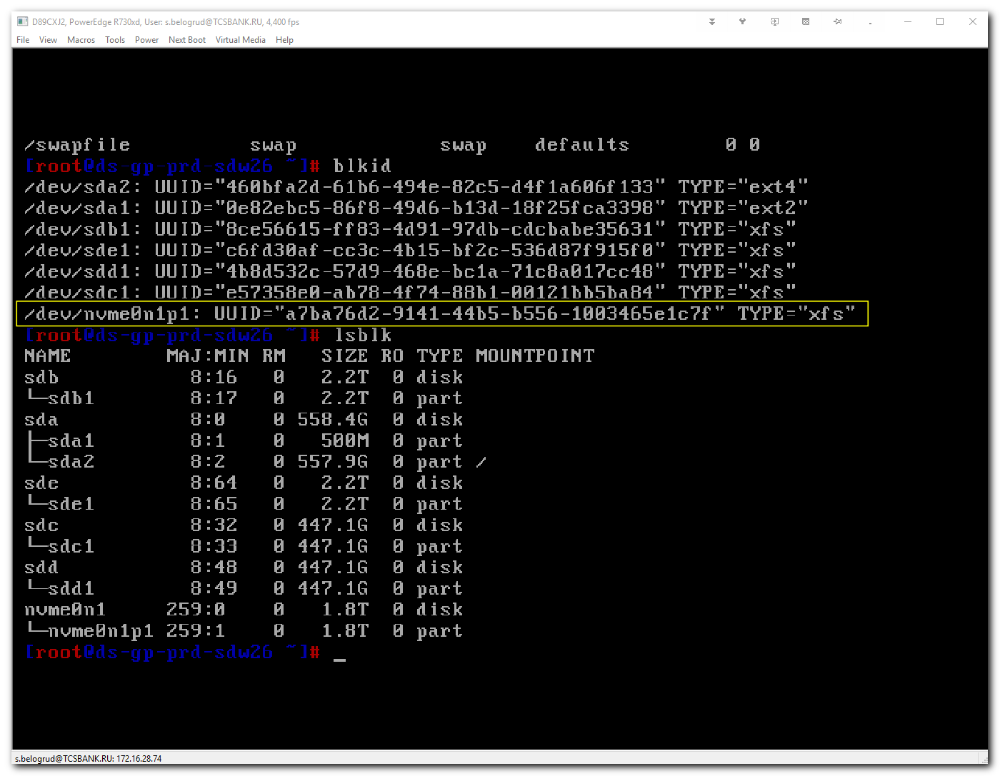 D89CXJ2, PowerEdge R730xd, User: s.belogrud@TCSBANK.RU, 4,400 fps
File View Macros Tools Power Next Boot Virtual Media Help
/swapfile swap swap defaults 0 0
[root@ds-gp-prd-sdw26 ~]# blkid
/dev/sda2: UUID="460bfa2d-61b6-494e-82c5-d4f1a606f133" TYPE="ext4"
/dev/sda1: UUID="0e82ebc5-86f8-49d6-b13d-18f25fca3398" TYPE="ext2"
/dev/sdb1: UUID="8ce56615-ff83-4d91-97db-cdcbabe35631" TYPE="xfs"
/dev/sde1: UUID="c6fd30af-cc3c-4b15-bf2c-536d87f915f0" TYPE="xfs"
/dev/sdd1: UUID="4b8d532c-57d9-468e-bc1a-71c8a017cc48" TYPE="xfs"
/dev/sdc1: UUID="e57358e0-ab78-4f74-88b1-00121bb5ba84" TYPE="xfs"
/dev/nvme0n1p1: UUID="a7ba76d2-9141-44b5-b556-1003465e1c7f" TYPE="xfs"
[root@ds-gp-prd-sdw26 ~]# lsblk
NAME MAJ:MIN RM SIZE RO TYPE MOUNTPOINT
sdb 8:16 0 2.2T 0 disk
└─sdb1 8:17 0 2.2T 0 part
sda 8:0 0 558.4G 0 disk
├─sda1 8:1 0 500M 0 part
└─sda2 8:2 0 557.9G 0 part /
sde 8:64 0 2.2T 0 disk
└─sde1 8:65 0 2.2T 0 part
sdc 8:32 0 447.1G 0 disk
└─sdc1 8:33 0 447.1G 0 part
sdd 8:48 0 447.1G 0 disk
└─sdd1 8:49 0 447.1G 0 part
nvme0n1 259:0 0 1.8T 0 disk
└─nvme0n1p1 259:1 0 1.8T 0 part
[root@ds-gp-prd-sdw26 ~]# _
s.belogrud@TCSBANK.RU: 172.16.28.74